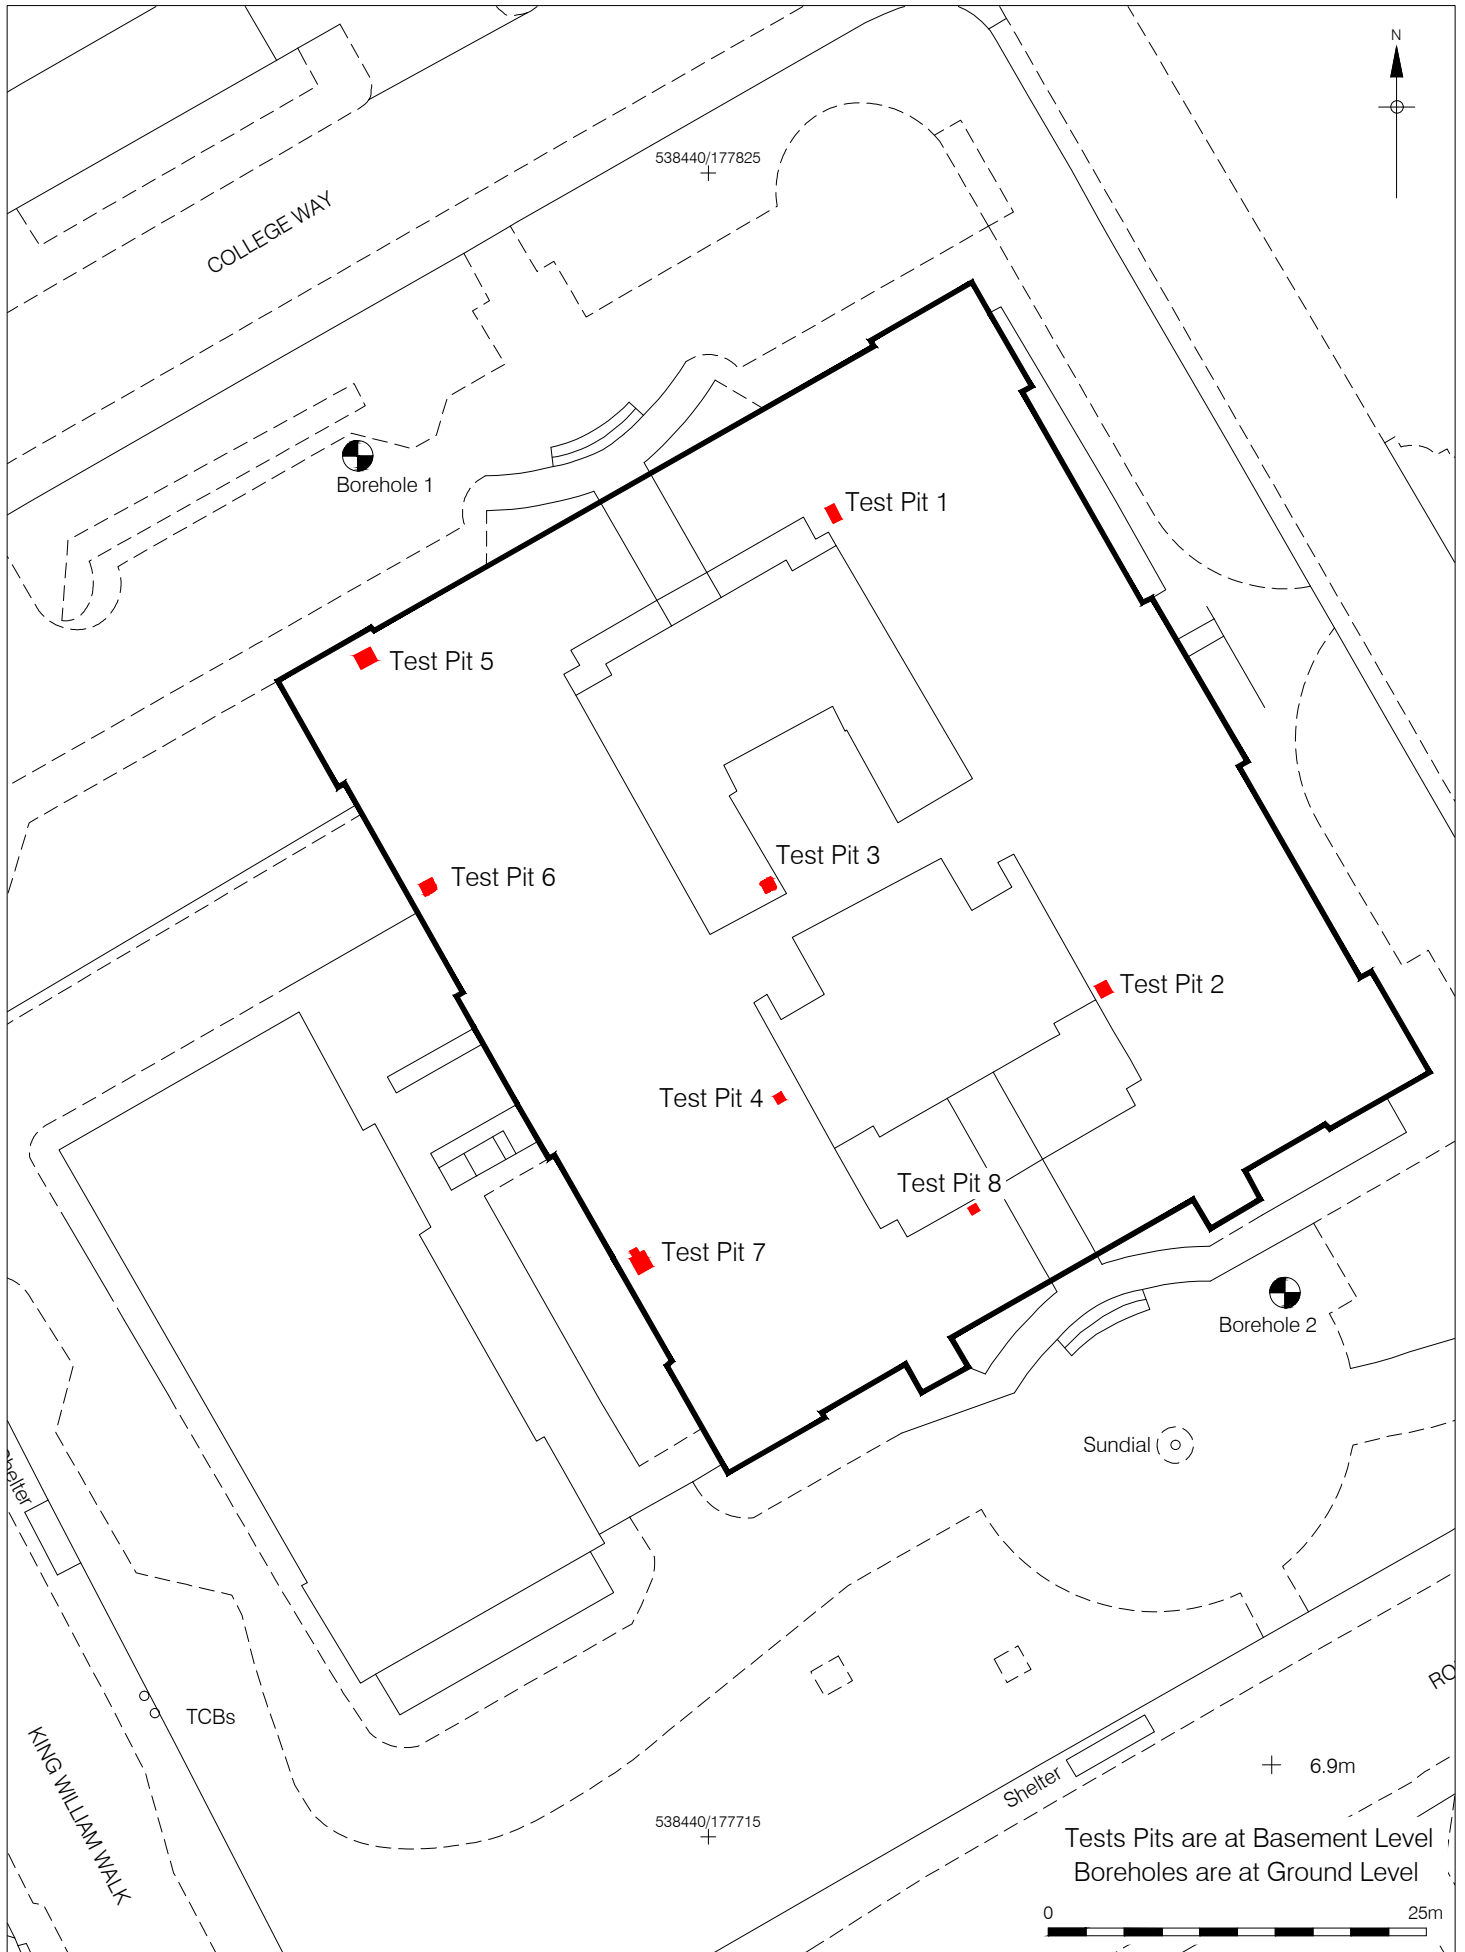 N
538440/177825
COLLEGE WAY
Borehole 1
Test Pit 1
Test Pit 5
Test Pit 3
Test Pit 6
Test Pit 2
Test Pit 4
Test Pit 8
Test Pit 7
Borehole 2
Sundial
Shelter
TCBs
KING WILLIAM WALK
RO
Shelter
6.9m
538440/177715
Tests Pits are at Basement Level
Boreholes are at Ground Level
0 25m